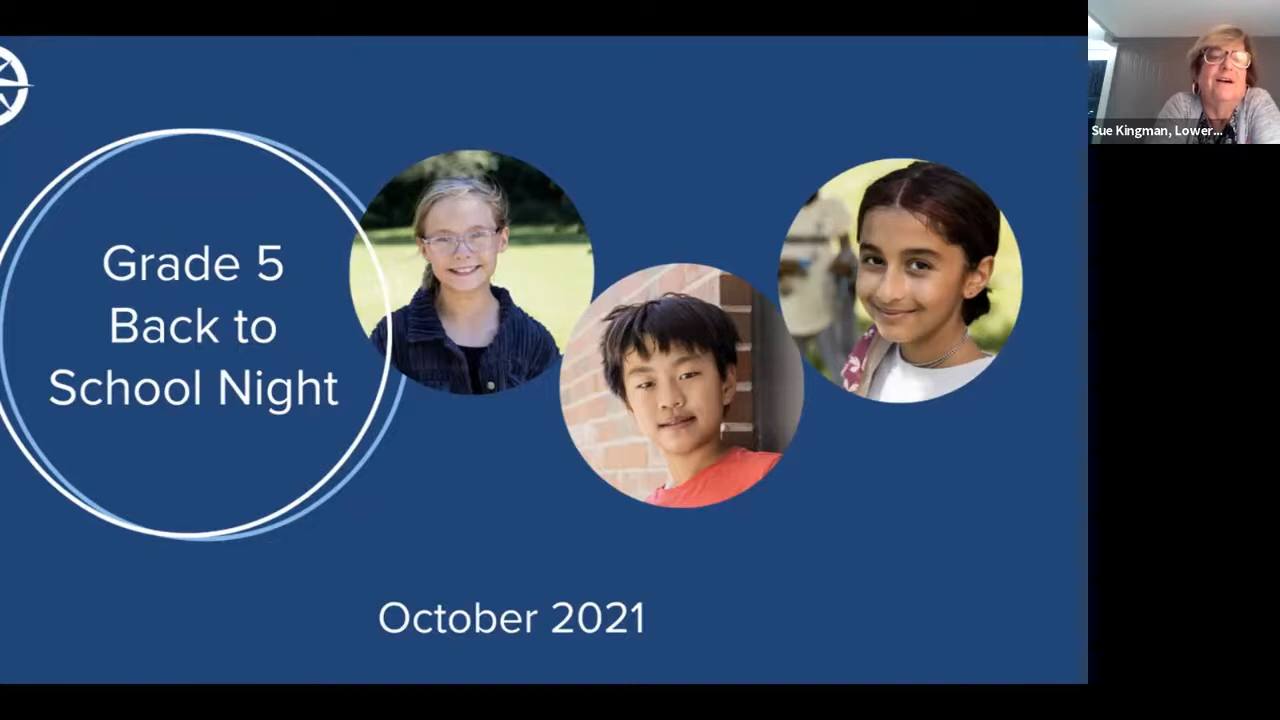 Grade 5
Back to
School Night
October 2021
Sue Kingman, Lower...